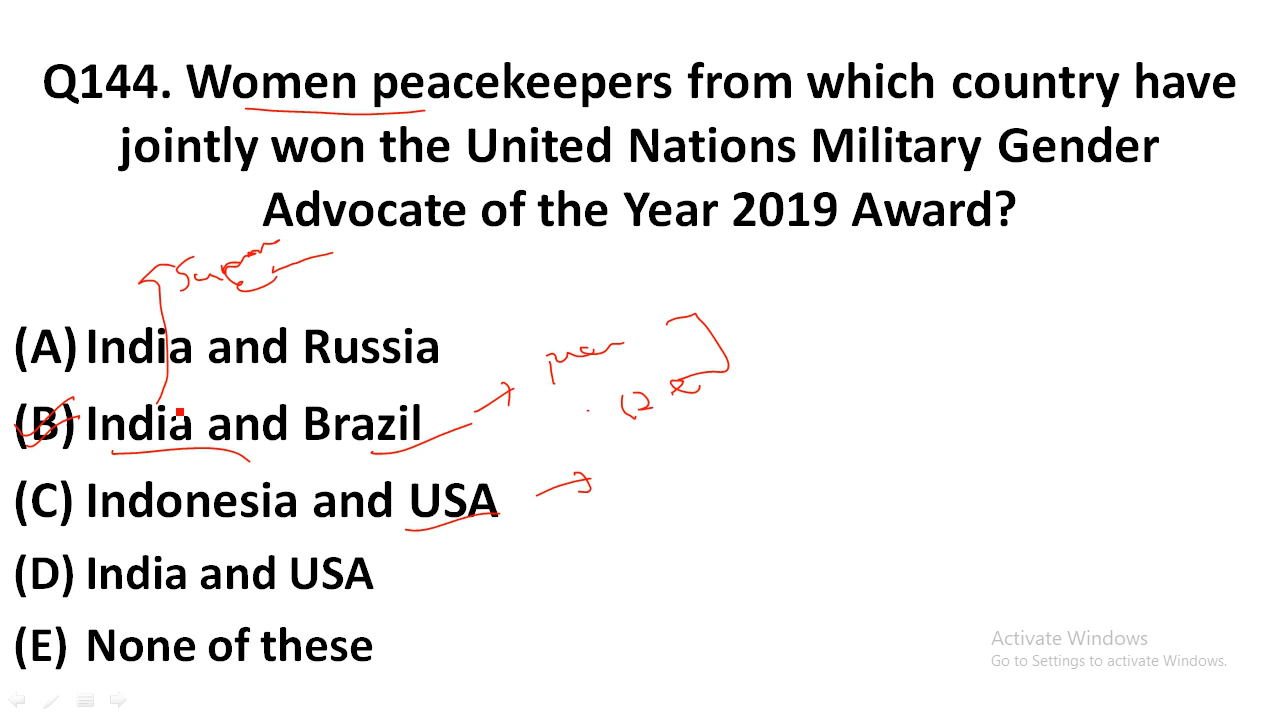 Q144. Women peacekeepers from which country have
jointly won the United Nations Military Gender
Advocate of the Year 2019 Award?
(A) India and Russia
(B) India and Brazil
(C) Indonesia and USA
(D) India and USA
(E) None of these
Activate Windows
Go to Settings to activate Windows.